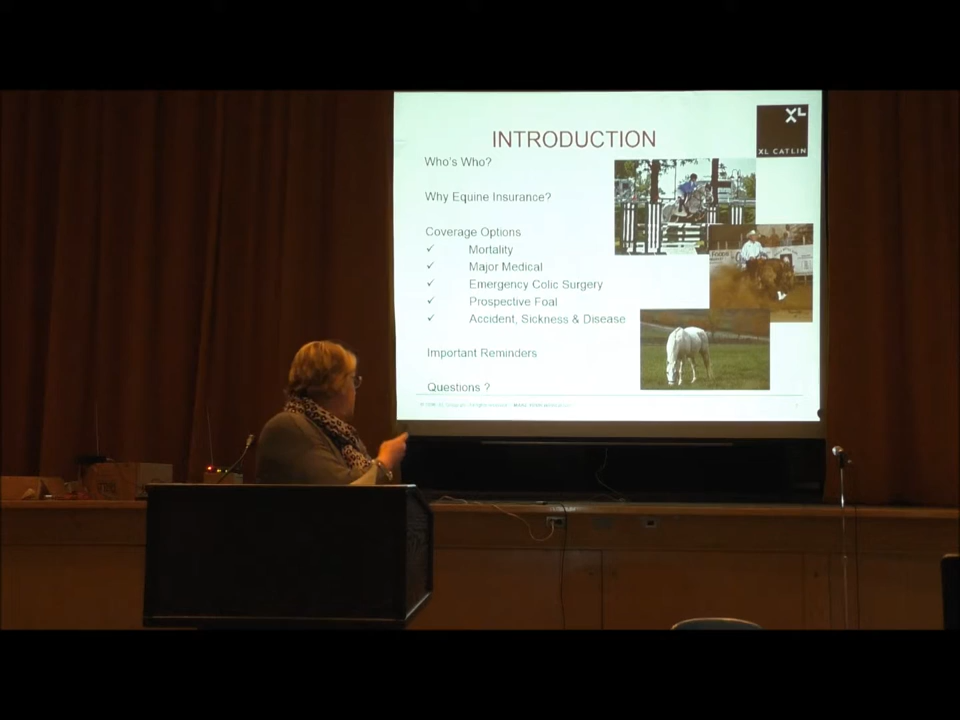 INTRODUCTION
XL
XL CATLIN
Who's Who?
Why Equine Insurance?
Coverage Options
✓ Mortality
✓ Major Medical
✓ Emergency Colic Surgery
✓ Prospective Foal
✓ Accident, Sickness & Disease
Important Reminders
Questions ?